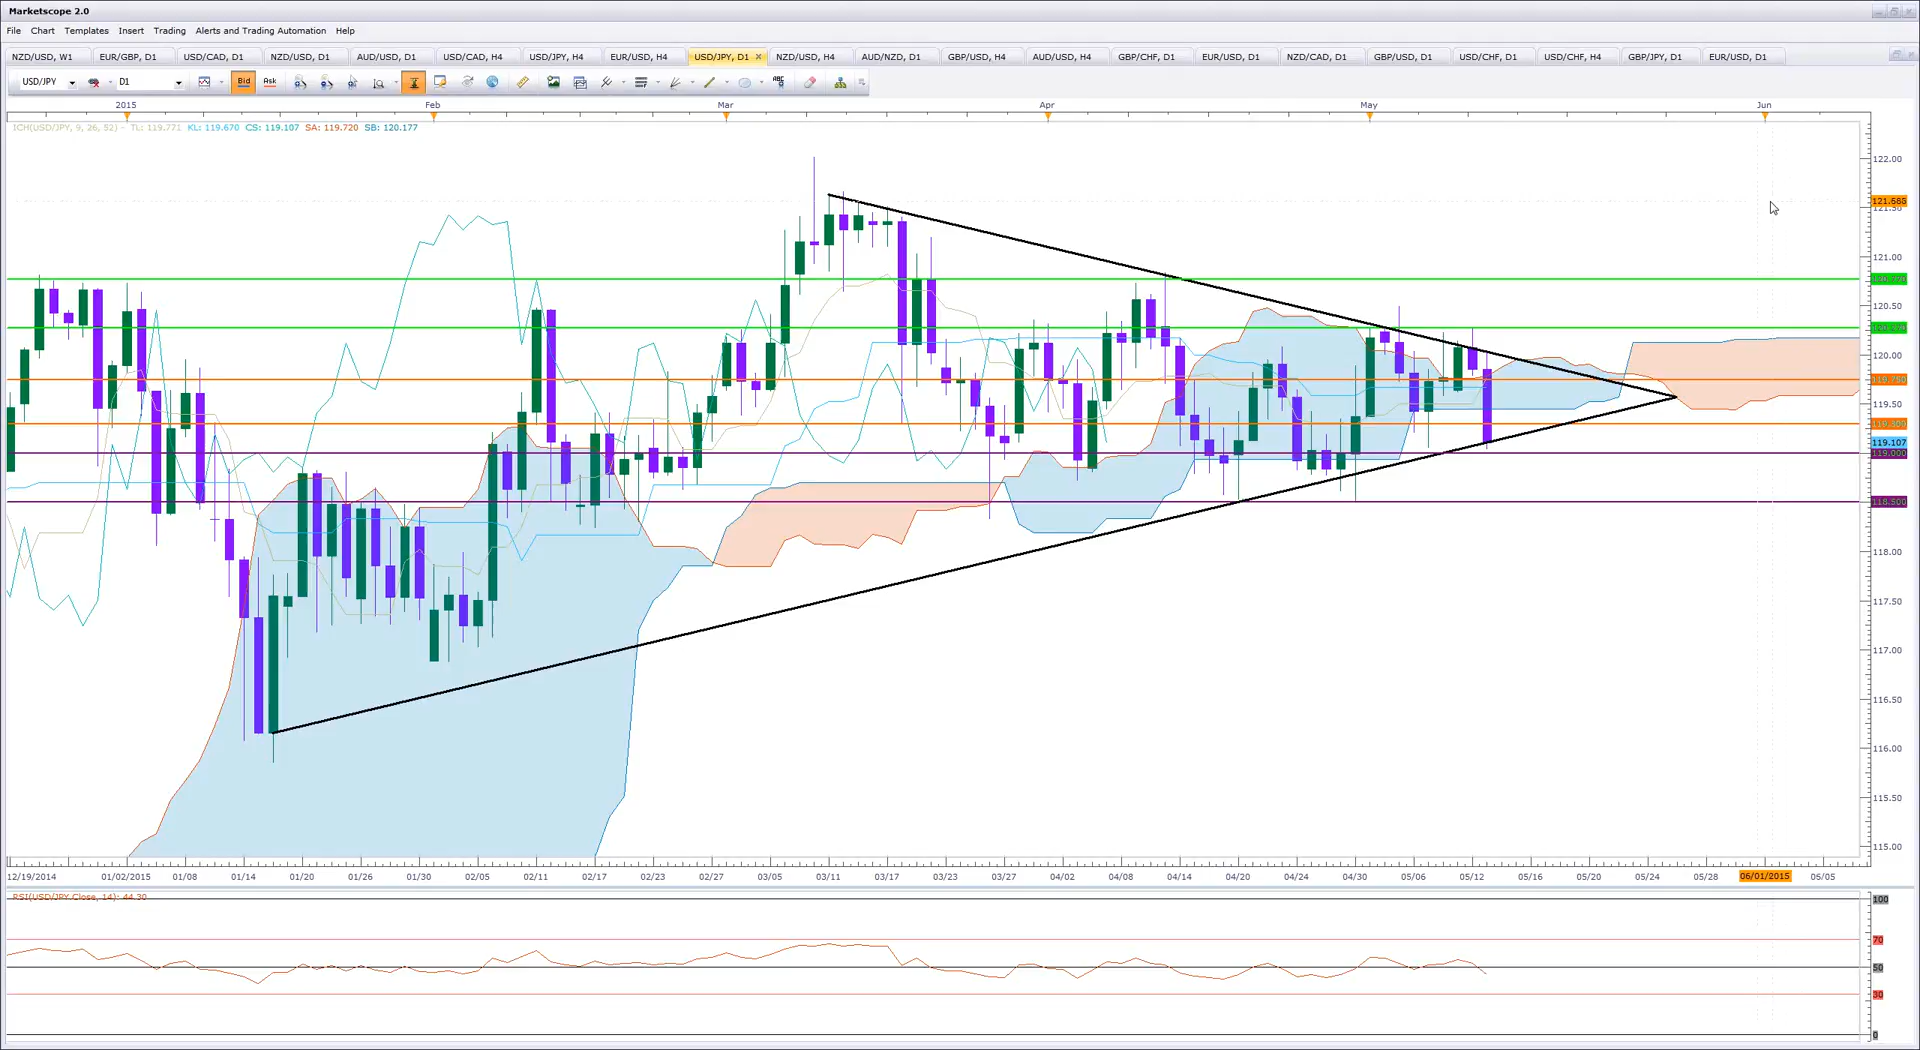 Marketscope 2.0
File Chart Templates Insert Trading Alerts and Trading Automation Help
NZD/USD, W1 EUR/GBP, D1 USD/CAD, D1 NZD/USD, D1 AUD/USD, D1 USD/CAD, H4 USD/JPY, H4 EUR/USD, H4 USD/JPY, D1 NZD/USD, H4 AUD/NZD, D1 GBP/USD, H4 AUD/USD, H4 GBP/CHF, D1 EUR/USD, D1 NZD/CAD, D1 GBP/USD, D1 USD/CHF, D1 USD/CHF, H4 GBP/JPY, D1 EUR/USD, D1
USD/JPY D1 Bid Ask ABC
2015 Feb Mar Apr May Jun
ICH(USD/JPY, 9, 26, 52) - TL: 119.771 KL: 119.670 CS: 119.107 SA: 119.720 SB: 120.177
122.00
121.00
120.50
120.00
119.50
119.107
119.000
118.500
118.00
117.50
117.00
116.50
116.00
115.50
115.00
12/19/2014 01/02/2015 01/08 01/14 01/20 01/26 01/30 02/05 02/11 02/17 02/23 02/27 03/05 03/11 03/17 03/23 03/27 04/02 04/08 04/14 04/20 04/24 04/30 05/06 05/12 05/16 05/20 05/24 05/28 06/01/2015 06/05
RSI(USD/JPY.Close, 14): 44.30
100
70
50
30
0